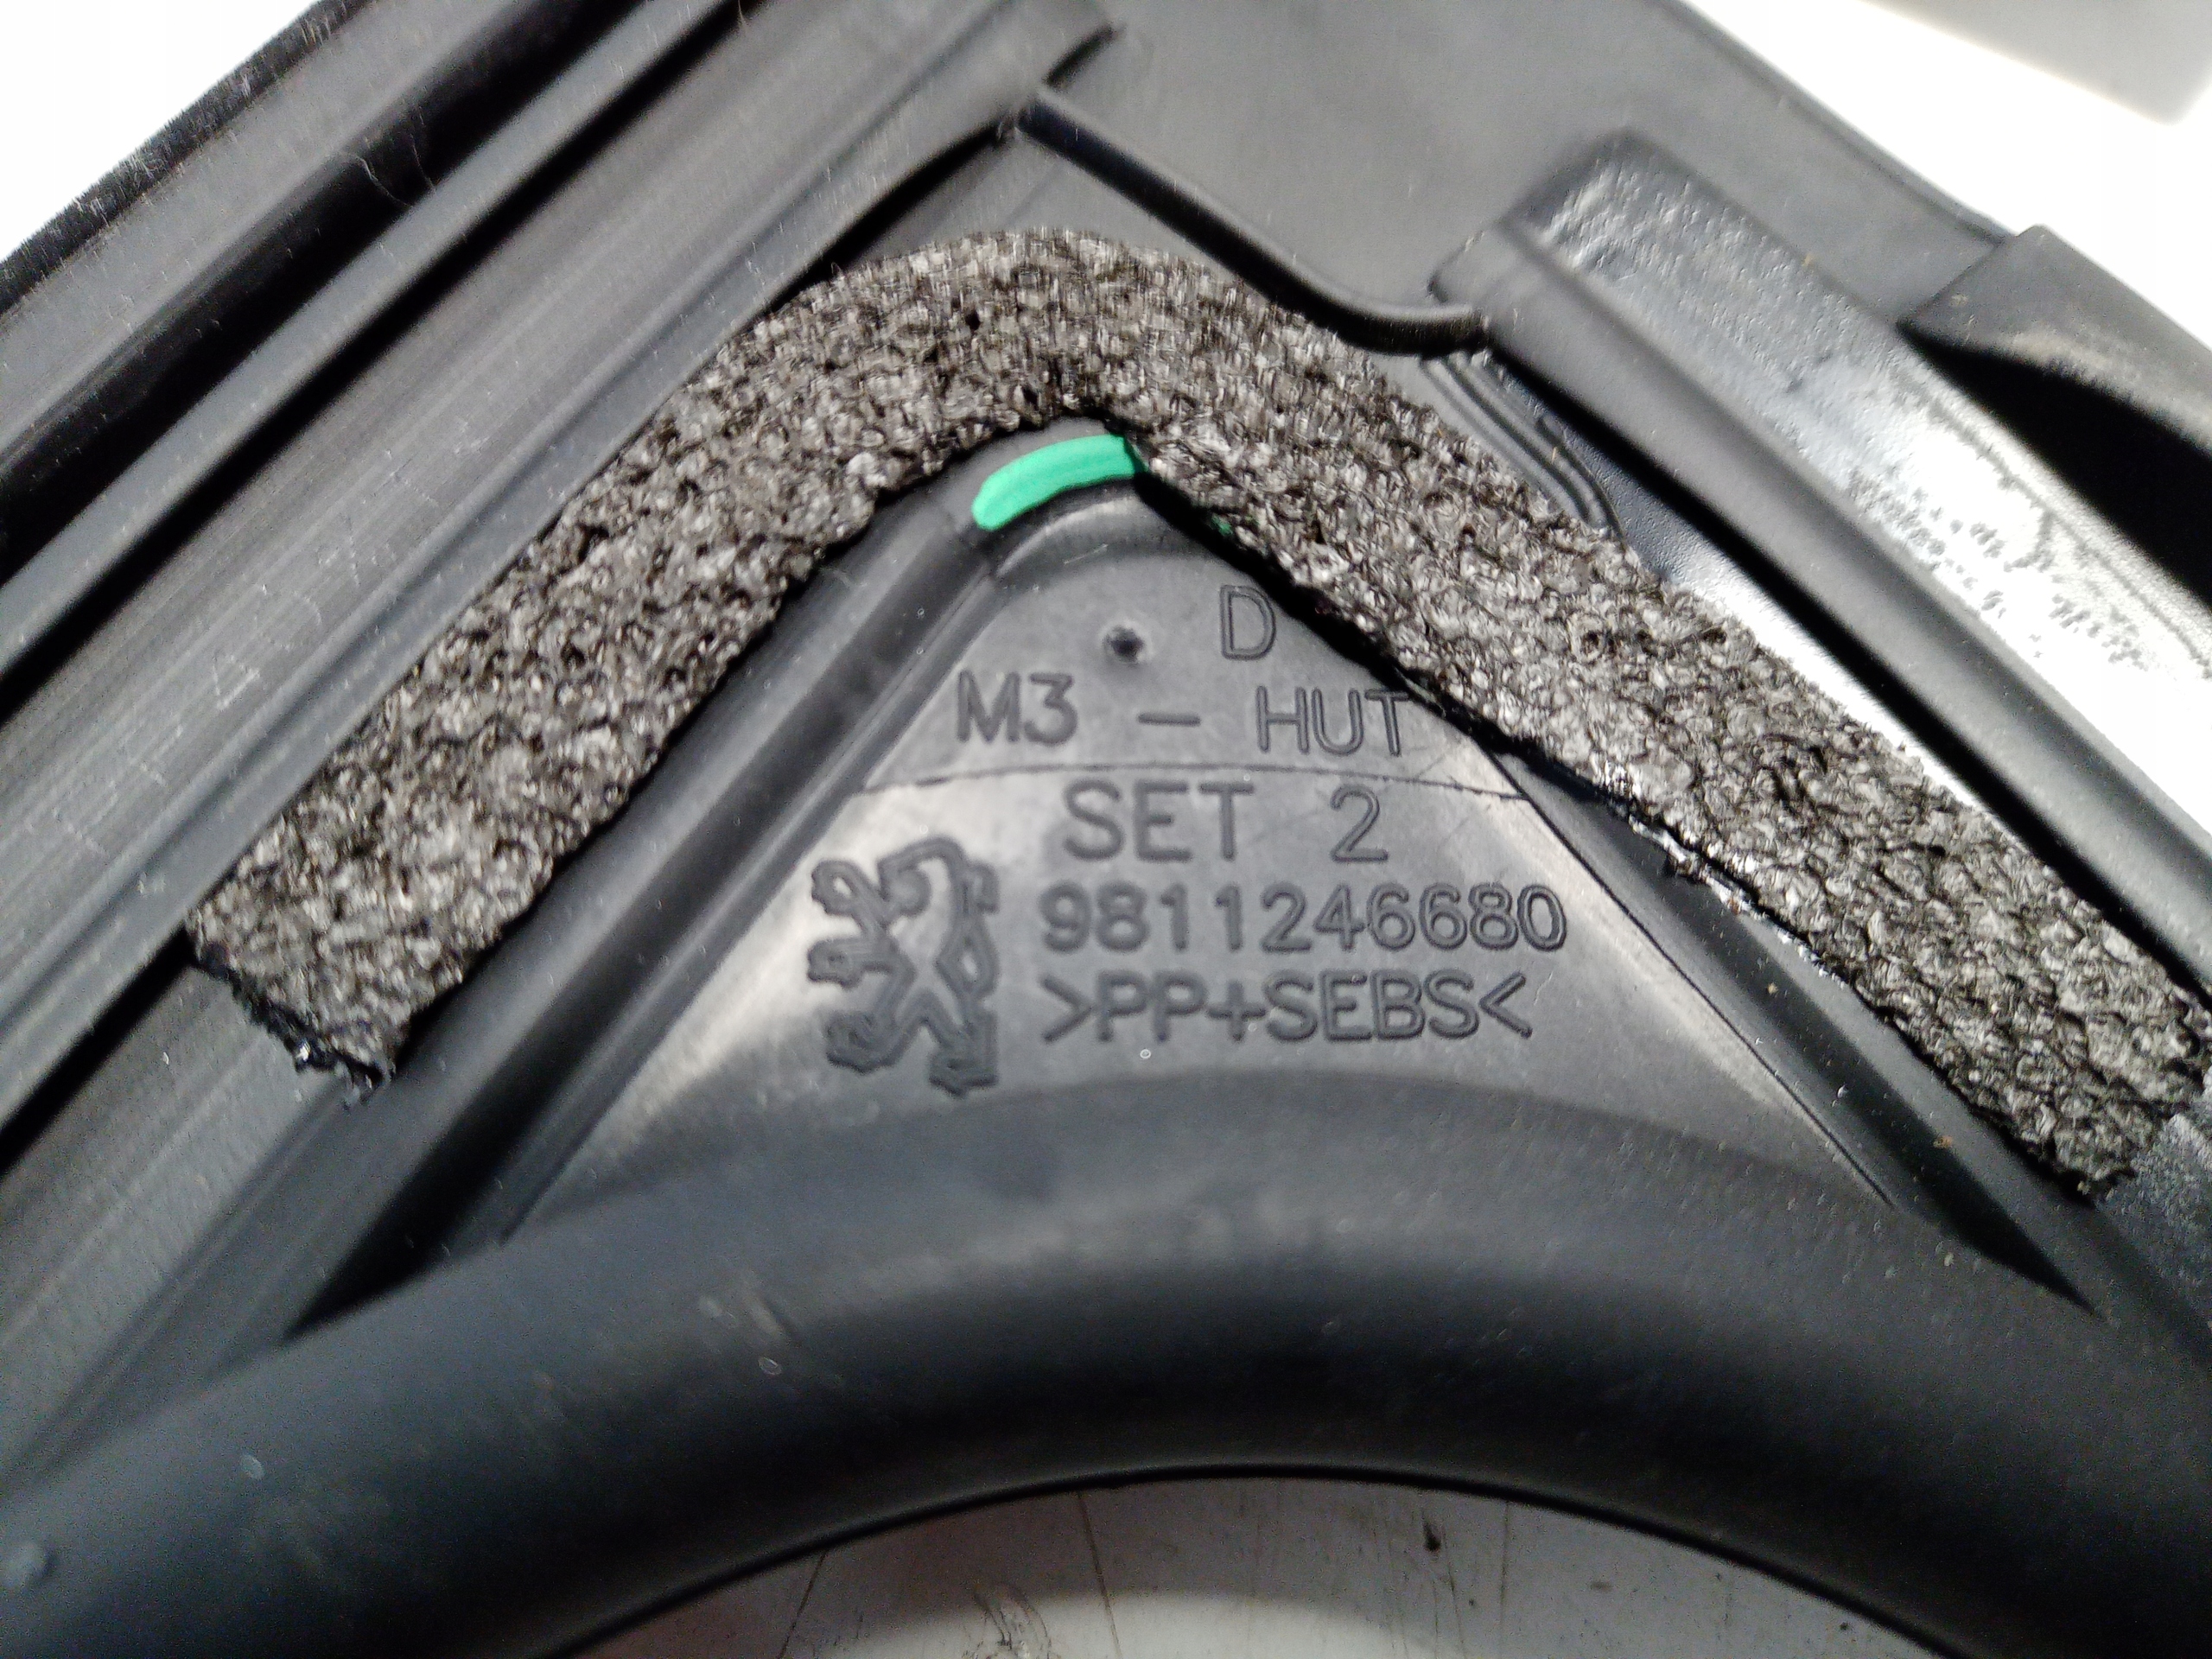 D
M3 - HUT
SET 2
9811246680
>PP+SEBS<